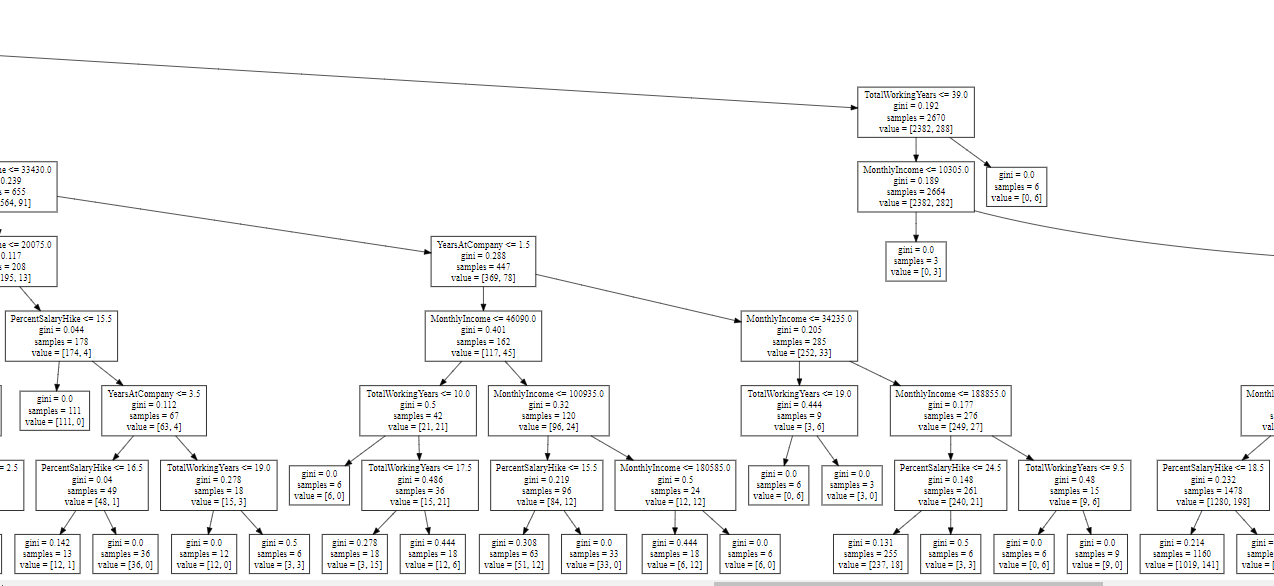 TotalWorkingYears <= 39.0
gini = 0.192
samples = 2670
value = [2382, 288]
e <= 33430.0
0.239
s = 655
564, 91]
MonthlyIncome <= 10305.0
gini = 0.189
samples = 2664
value = [2382, 282]
gini = 0.0
samples = 6
value = [0, 6]
e <= 20075.0
0.117
s = 208
195, 13]
YearsAtCompany <= 1.5
gini = 0.288
samples = 447
value = [369, 78]
gini = 0.0
samples = 3
value = [0, 3]
PercentSalaryHike <= 15.5
gini = 0.044
samples = 178
value = [174, 4]
MonthlyIncome <= 46090.0
gini = 0.401
samples = 162
value = [117, 45]
MonthlyIncome <= 34235.0
gini = 0.205
samples = 285
value = [252, 33]
gini = 0.0
samples = 111
value = [111, 0]
YearsAtCompany <= 3.5
gini = 0.112
samples = 67
value = [63, 4]
TotalWorkingYears <= 10.0
gini = 0.5
samples = 42
value = [21, 21]
MonthlyIncome <= 100935.0
gini = 0.32
samples = 120
value = [96, 24]
TotalWorkingYears <= 19.0
gini = 0.444
samples = 9
value = [3, 6]
MonthlyIncome <= 188855.0
gini = 0.177
samples = 276
value = [249, 27]
Month
s
val
= 2.5
PercentSalaryHike <= 16.5
gini = 0.04
samples = 49
value = [48, 1]
TotalWorkingYears <= 19.0
gini = 0.278
samples = 18
value = [15, 3]
gini = 0.0
samples = 6
value = [6, 0]
TotalWorkingYears <= 17.5
gini = 0.486
samples = 36
value = [15, 21]
PercentSalaryHike <= 15.5
gini = 0.219
samples = 96
value = [84, 12]
MonthlyIncome <= 180585.0
gini = 0.5
samples = 24
value = [12, 12]
gini = 0.0
samples = 6
value = [0, 6]
gini = 0.0
samples = 3
value = [3, 0]
PercentSalaryHike <= 24.5
gini = 0.148
samples = 261
value = [240, 21]
TotalWorkingYears <= 9.5
gini = 0.48
samples = 15
value = [9, 6]
PercentSalaryHike <= 18.5
gini = 0.232
samples = 1478
value = [1280, 198]
gini = 0.142
samples = 13
value = [12, 1]
gini = 0.0
samples = 36
value = [36, 0]
gini = 0.0
samples = 12
value = [12, 0]
gini = 0.5
samples = 6
value = [3, 3]
gini = 0.278
samples = 18
value = [3, 15]
gini = 0.444
samples = 18
value = [12, 6]
gini = 0.308
samples = 63
value = [51, 12]
gini = 0.0
samples = 33
value = [33, 0]
gini = 0.444
samples = 18
value = [6, 12]
gini = 0.0
samples = 6
value = [6, 0]
gini = 0.131
samples = 255
value = [237, 18]
gini = 0.5
samples = 6
value = [3, 3]
gini = 0.0
samples = 6
value = [0, 6]
gini = 0.0
samples = 9
value = [9, 0]
gini = 0.214
samples = 1160
value = [1019, 141]
gini =
sample
value = [